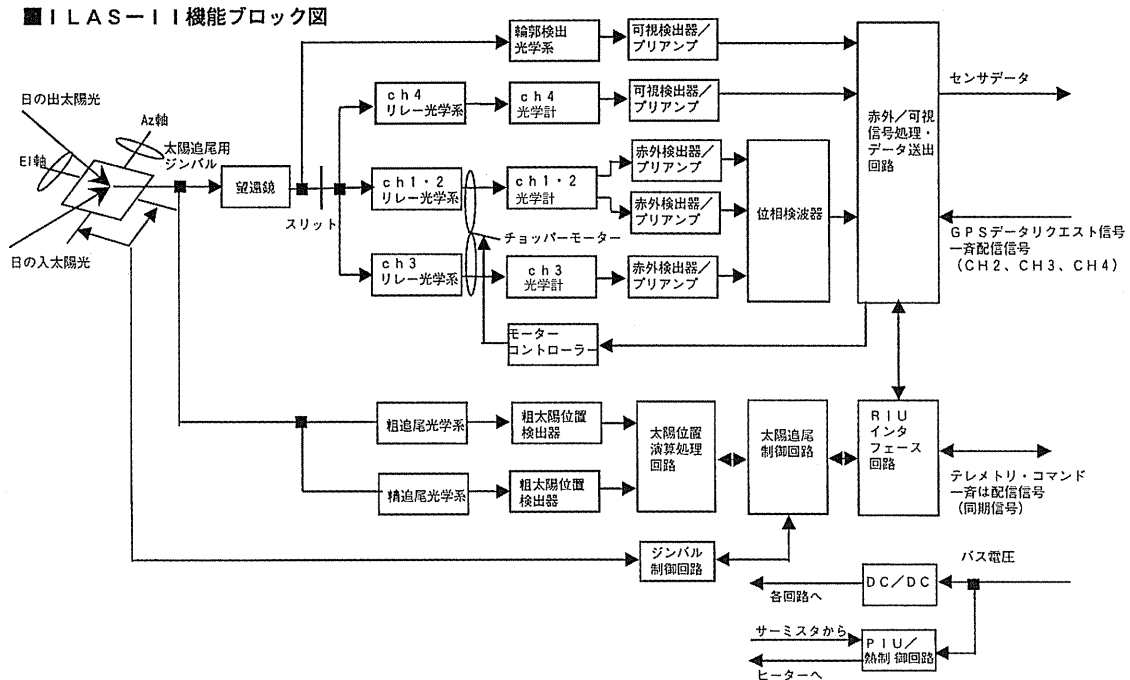 ■ILAS-II機能ブロック図
日の出太陽光
Az軸
El軸
太陽追尾用
ジンバル
日の入太陽光
望遠鏡
スリット
輪郭検出
光学系
可視検出器/
プリアンプ
ch4
リレー光学系
ch4
光学計
可視検出器/
プリアンプ
ch1・2
リレー光学系
ch1・2
光学計
赤外検出器/
プリアンプ
赤外検出器/
プリアンプ
チョッパーモーター
ch3
リレー光学系
ch3
光学計
赤外検出器/
プリアンプ
位相検波器
モーター
コントローラー
赤外/可視
信号処理・
データ送出
回路
センサデータ
GPSデータリクエスト信号
一斉配信信号
(CH2、CH3、CH4)
粗追尾光学系
粗太陽位置
検出器
精追尾光学系
粗太陽位置
検出器
太陽位置
演算処理
回路
太陽追尾
制御回路
RIU
インタ
フェース
回路
テレメトリ・コマンド
一斉は配信信号
(同期信号)
ジンバル
制御回路
バス電圧
DC/DC
各回路へ
サーミスタから
PIU/
熱制 御回路
ヒーターへ